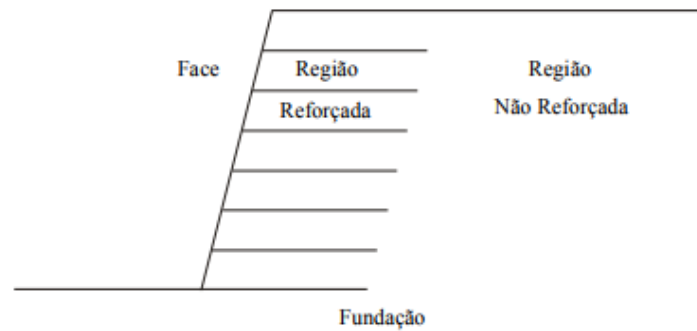 Face
Região
Reforçada
Região
Não Reforçada
Fundação